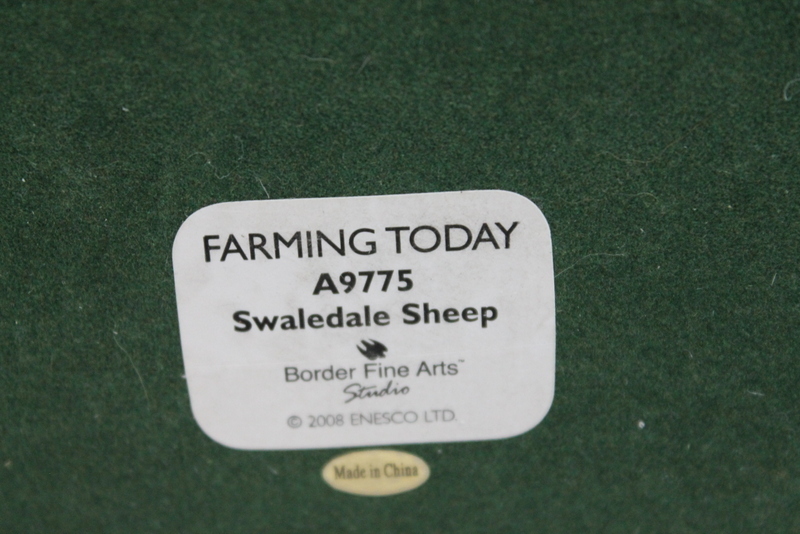 FARMING TODAY
A9775
Swaledale Sheep
Border Fine Arts™
Studio
© 2008 ENESCO LTD.
Made in China